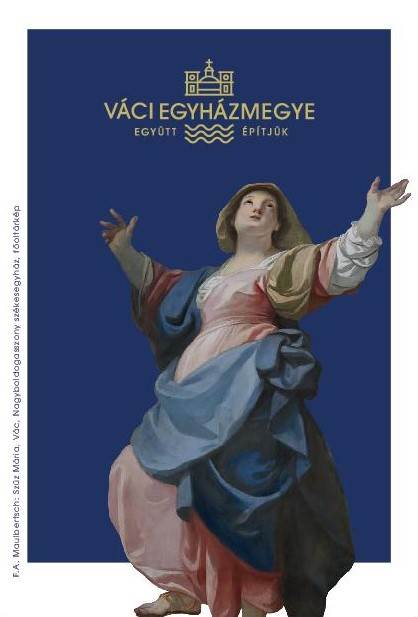 VÁCI EGYHÁZMEGYE
EGYÜTT ÉPÍTJÜK
F.A. Maulbertsch: Szűz Mária, Vác, Nagyboldogasszony székesegyház, főoltárkép